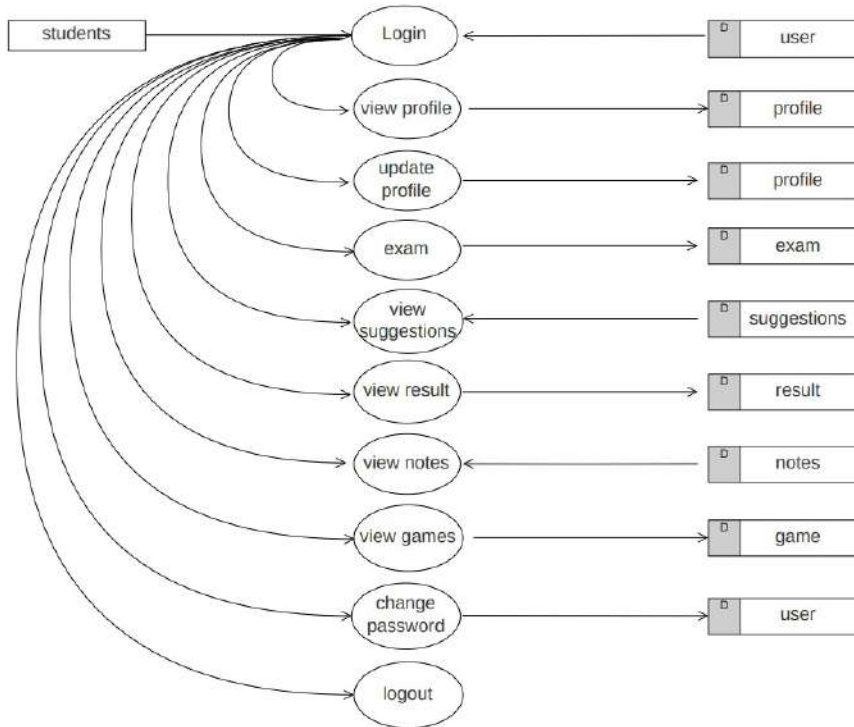 students
Login
D
user
view profile
D
profile
update
profile
D
profile
exam
D
exam
view
suggestions
D
suggestions
view result
D
result
view notes
D
notes
view games
D
game
change
password
D
user
logout